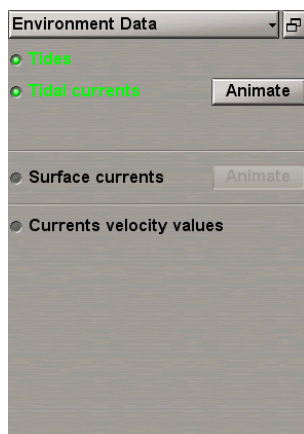 Environment Data
Tides
Tidal currents Animate
Surface currents Animate
Currents velocity values